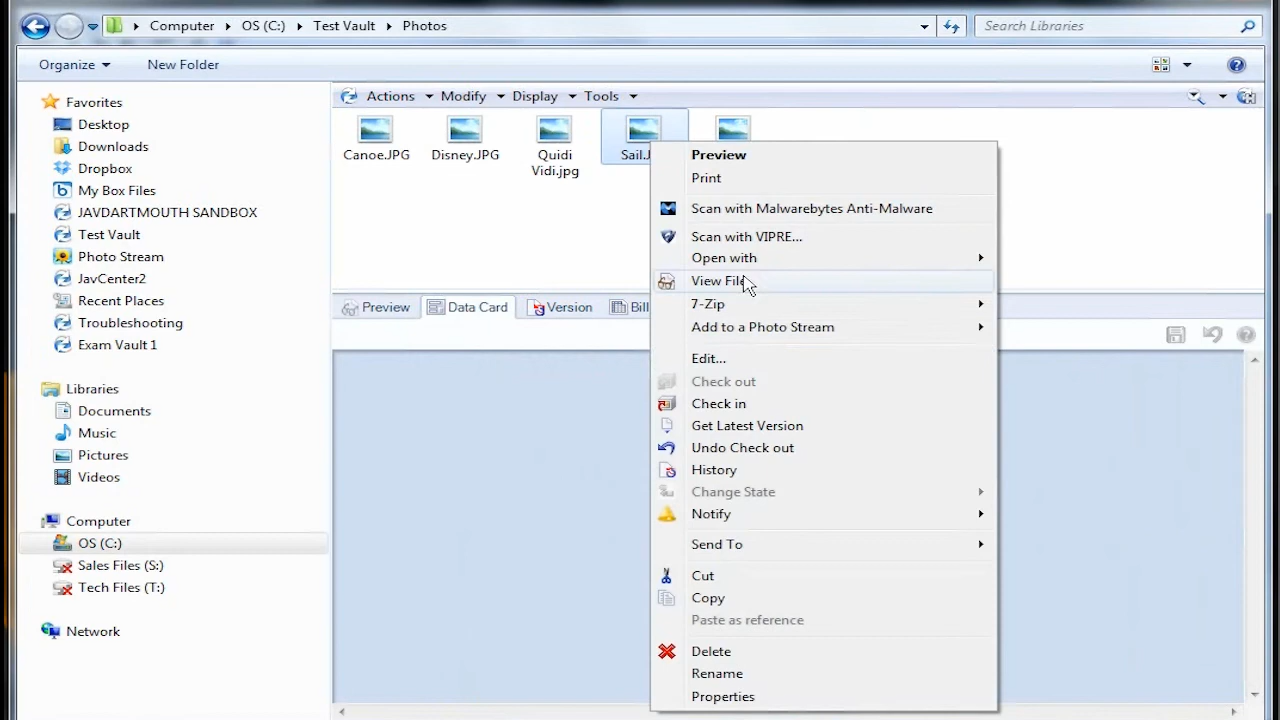 Computer OS (C:) Test Vault Photos
Search Libraries
Organize New Folder
Favorites
Desktop
Downloads
Dropbox
My Box Files
JAVDARTMOUTH SANDBOX
Test Vault
Photo Stream
JavCenter2
Recent Places
Troubleshooting
Exam Vault 1
Libraries
Documents
Music
Pictures
Videos
Computer
OS (C:)
Sales Files (S:)
Tech Files (T:)
Network
Actions Modify Display Tools
Canoe.JPG
Disney.JPG
Quidi
Vidi.jpg
Sail.J
Preview
Data Card
Version
Bil
Preview
Print
Scan with Malwarebytes Anti-Malware
Scan with VIPRE...
Open with
View File
7-Zip
Add to a Photo Stream
Edit...
Check out
Check in
Get Latest Version
Undo Check out
History
Change State
Notify
Send To
Cut
Copy
Paste as reference
Delete
Rename
Properties